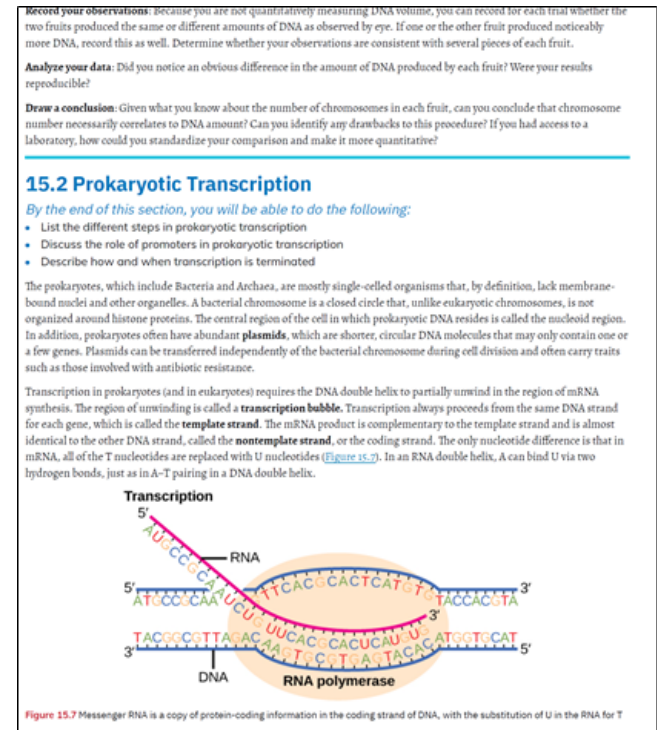 Record your observations: Because you are not quantitatively measuring DNA volume, you can record for each trial whether the
two fruits produced the same or different amounts of DNA as observed by eye. If one or the other fruit produced noticeably
more DNA, record this as well. Determine whether your observations are consistent with several pieces of each fruit.
Analyze your data: Did you notice an obvious difference in the amount of DNA produced by each fruit? Were your results
reproducible?
Draw a conclusion: Given what you know about the number of chromosomes in each fruit, can you conclude that chromosome
number necessarily correlates to DNA amount? Can you identify any drawbacks to this procedure? If you had access to a
laboratory, how could you standardize your comparison and make it more quantitative?
15.2 Prokaryotic Transcription
By the end of this section, you will be able to do the following:
• List the different steps in prokaryotic transcription
• Discuss the role of promoters in prokaryotic transcription
• Describe how and when transcription is terminated
The prokaryotes, which include Bacteria and Archaea, are mostly single-celled organisms that, by definition, lack membrane-
bound nuclei and other organelles. A bacterial chromosome is a closed circle that, unlike eukaryotic chromosomes, is not
organized around histone proteins. The central region of the cell in which prokaryotic DNA resides is called the nucleoid region.
In addition, prokaryotes often have abundant plasmids, which are shorter, circular DNA molecules that may only contain one or
a few genes. Plasmids can be transferred independently of the bacterial chromosome during cell division and often carry traits
such as those involved with antibiotic resistance.
Transcription in prokaryotes (and in eukaryotes) requires the DNA double helix to partially unwind in the region of mRNA
synthesis. The region of unwinding is called a transcription bubble. Transcription always proceeds from the same DNA strand
for each gene, which is called the template strand. The mRNA product is complementary to the template strand and is almost
identical to the other DNA strand, called the nontemplate strand, or the coding strand. The only nucleotide difference is that in
mRNA, all of the T nucleotides are replaced with U nucleotides (Figure 15.7). In an RNA double helix, A can bind U via two
hydrogen bonds, just as in A–T pairing in a DNA double helix.
Transcription
5′
AUGCCGCAAUCUGUUCACGCACUCAUGUG
RNA
5′
ATGCCGCAA
TTCACGCACTCATGTG
TACCACGTA
3′
3′
TACGGCGTTAGACAAGTGCGTGAGTACACATGGTGCAT
3′
5′
DNA
RNA polymerase
Figure 15.7 Messenger RNA is a copy of protein-coding information in the coding strand of DNA, with the substitution of U in the RNA for T